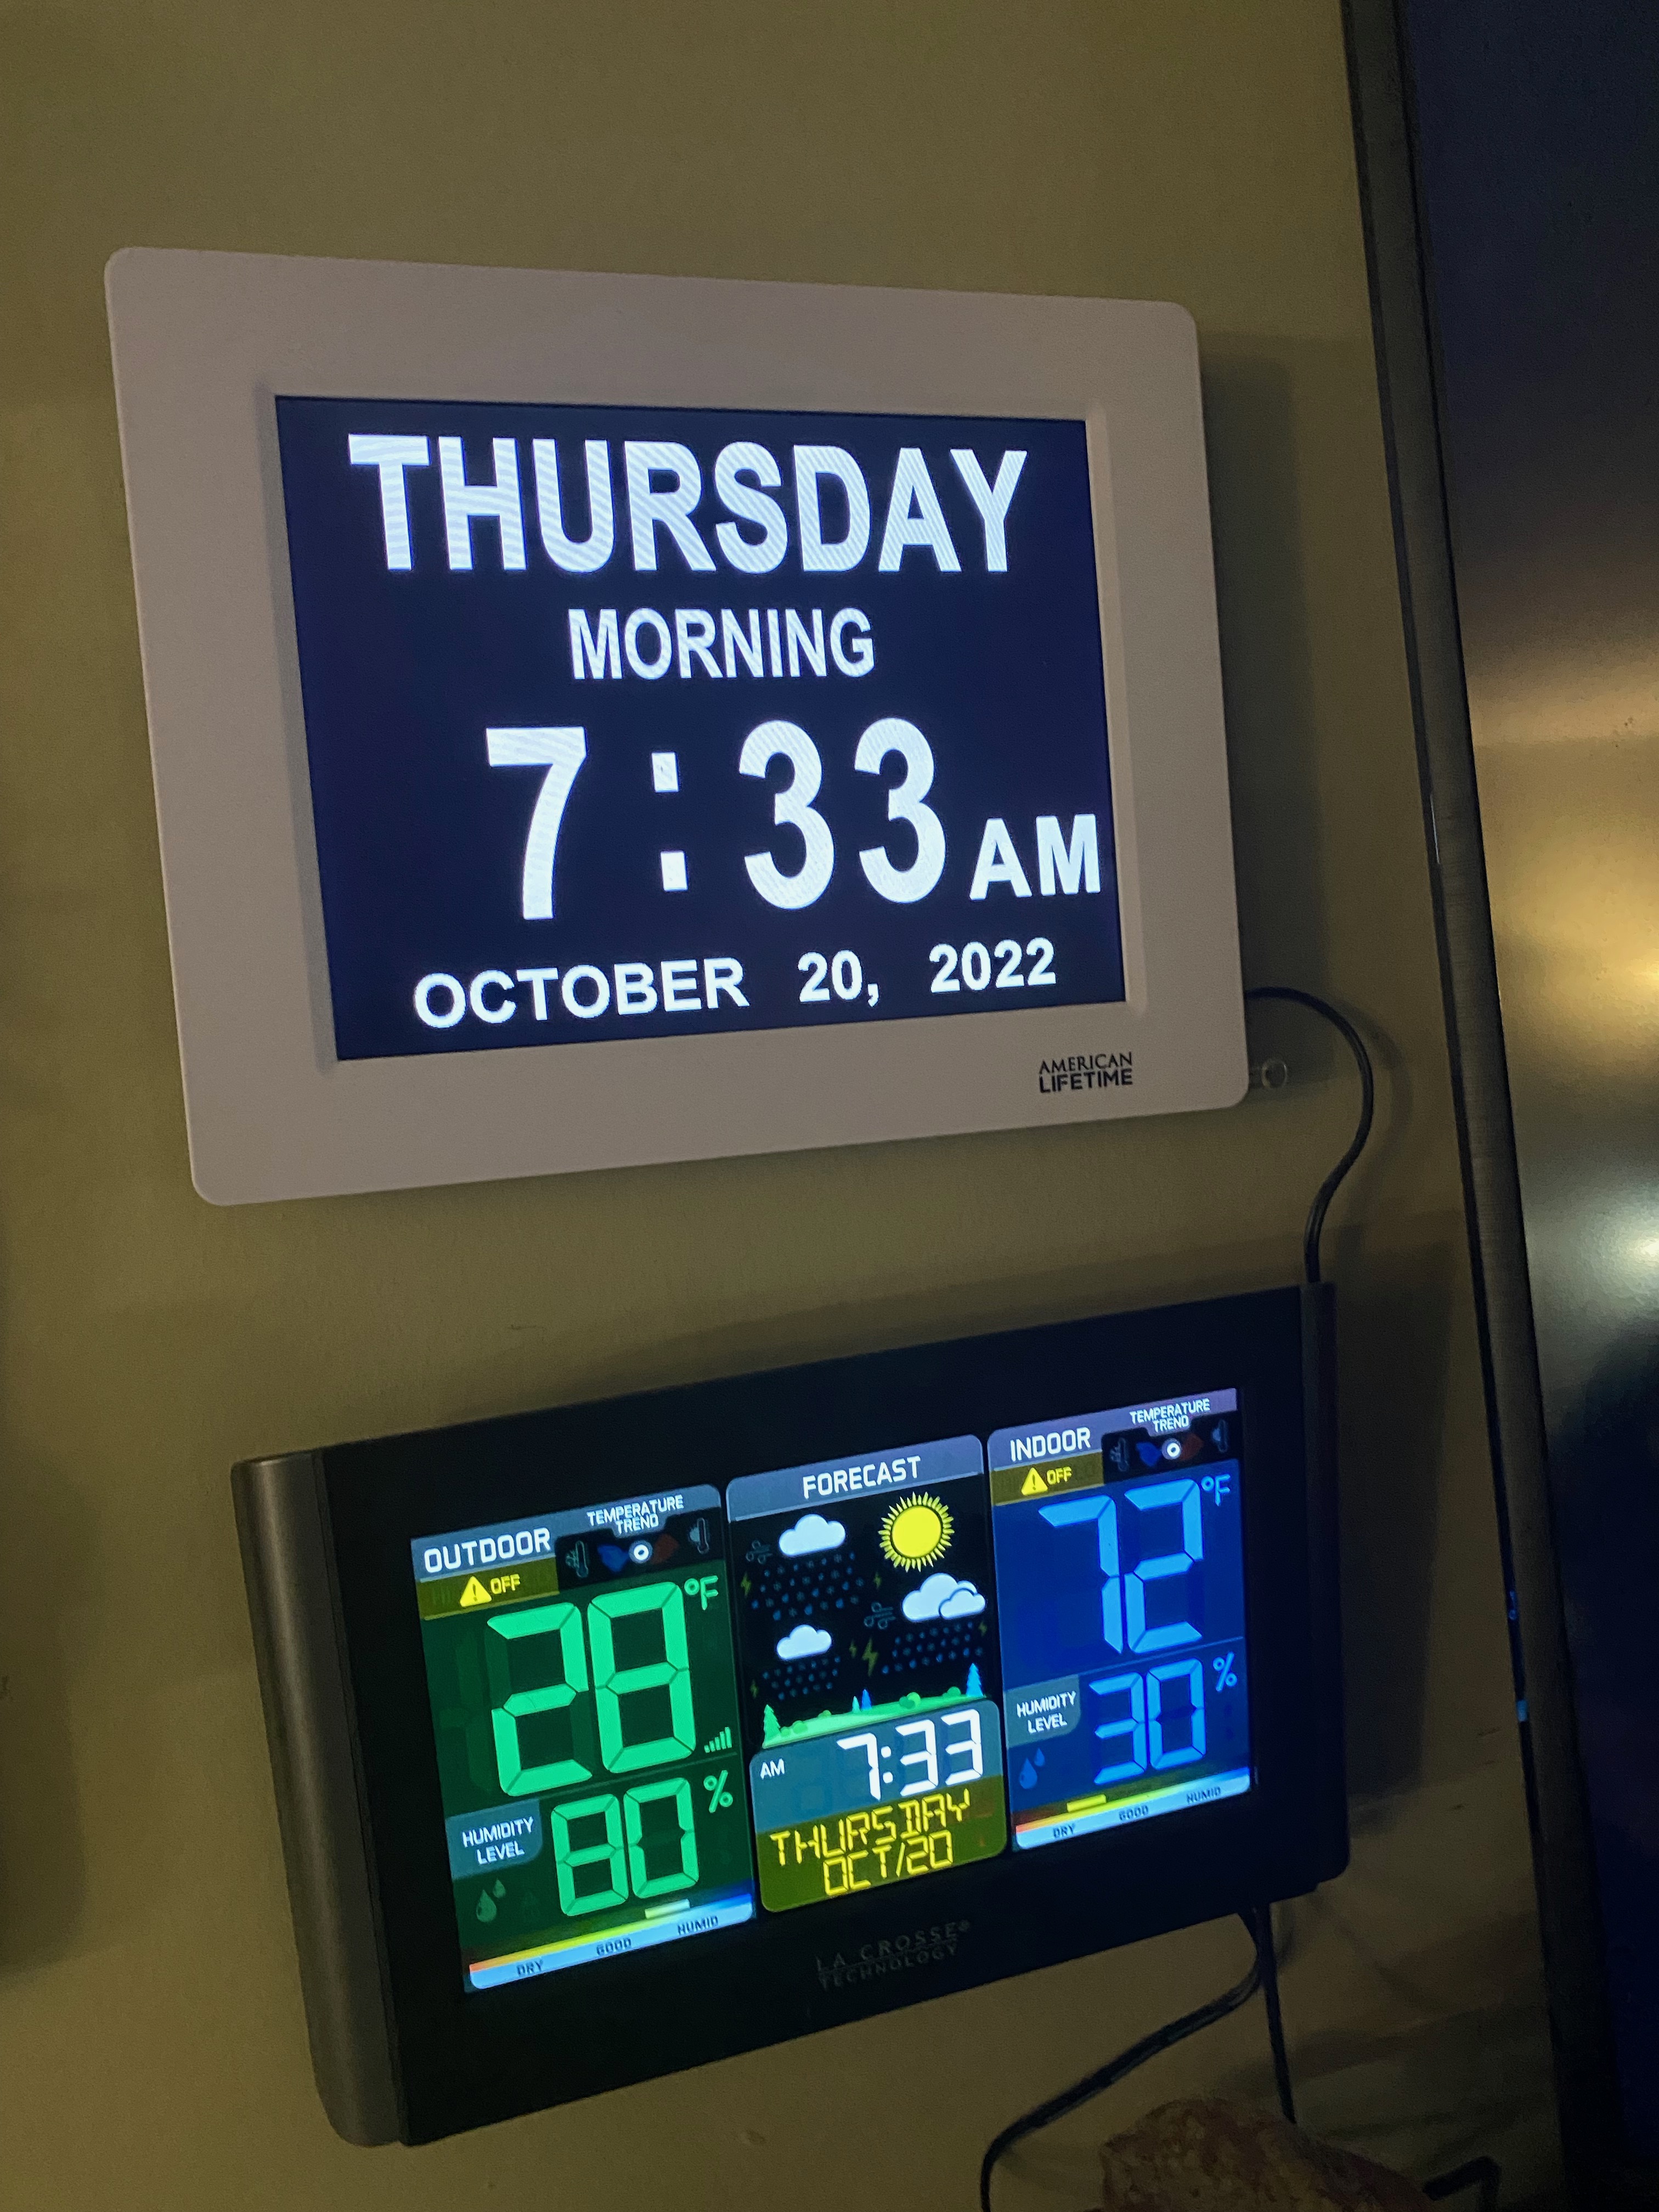 THURSDAY
MORNING
7:33 AM
OCTOBER 20, 2022
AMERICAN
LIFETIME
OUTDOOR
TEMPERATURE
TREND
OFF
28 °F
HUMIDITY
LEVEL
80 %
DRY GOOD HUMID
FORECAST
AM 7:33
THURSDAY
OCT/20
INDOOR
TEMPERATURE
TREND
OFF
72 °F
HUMIDITY
LEVEL
30 %
DRY GOOD HUMID
LA CROSSE®
TECHNOLOGY